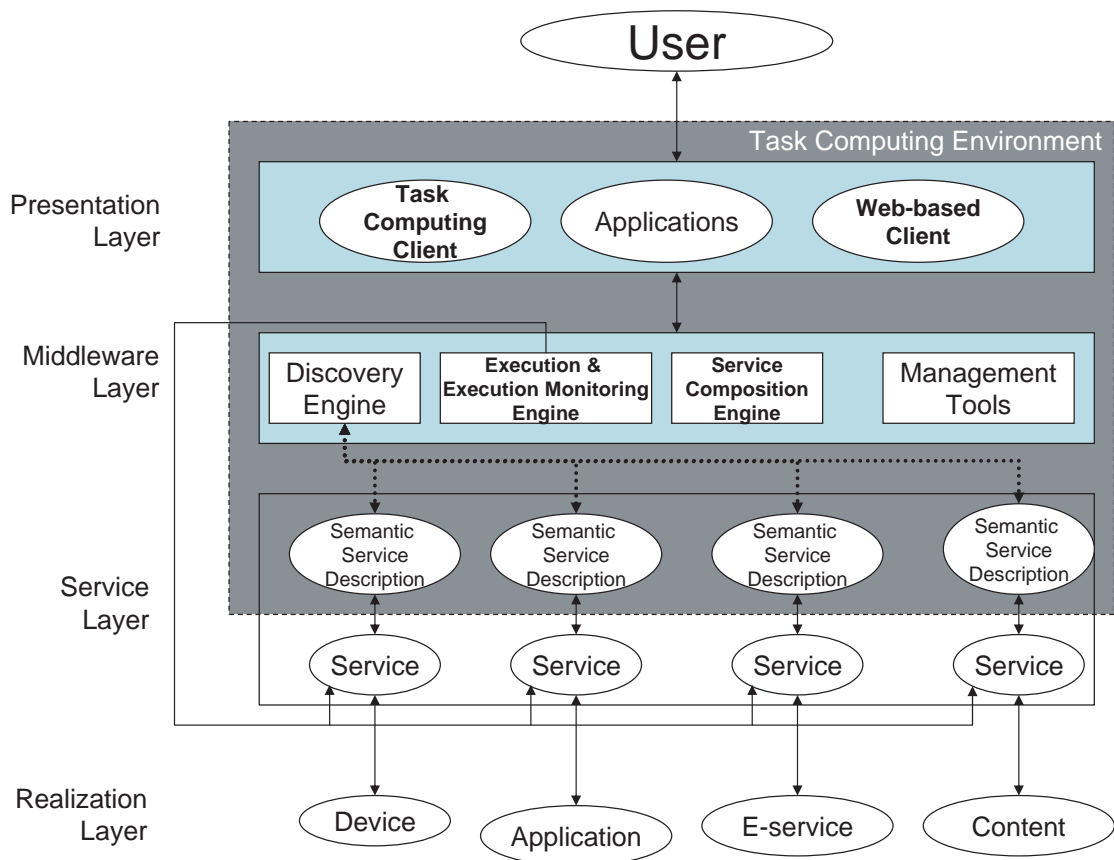 User
Task Computing Environment
Presentation
Layer
Task
Computing
Client
Applications
Web-based
Client
Middleware
Layer
Discovery
Engine
Execution &
Execution Monitoring
Engine
Service
Composition
Engine
Management
Tools
Service
Layer
Semantic
Service
Description
Semantic
Service
Description
Semantic
Service
Description
Semantic
Service
Description
Service
Service
Service
Service
Realization
Layer
Device
Application
E-service
Content